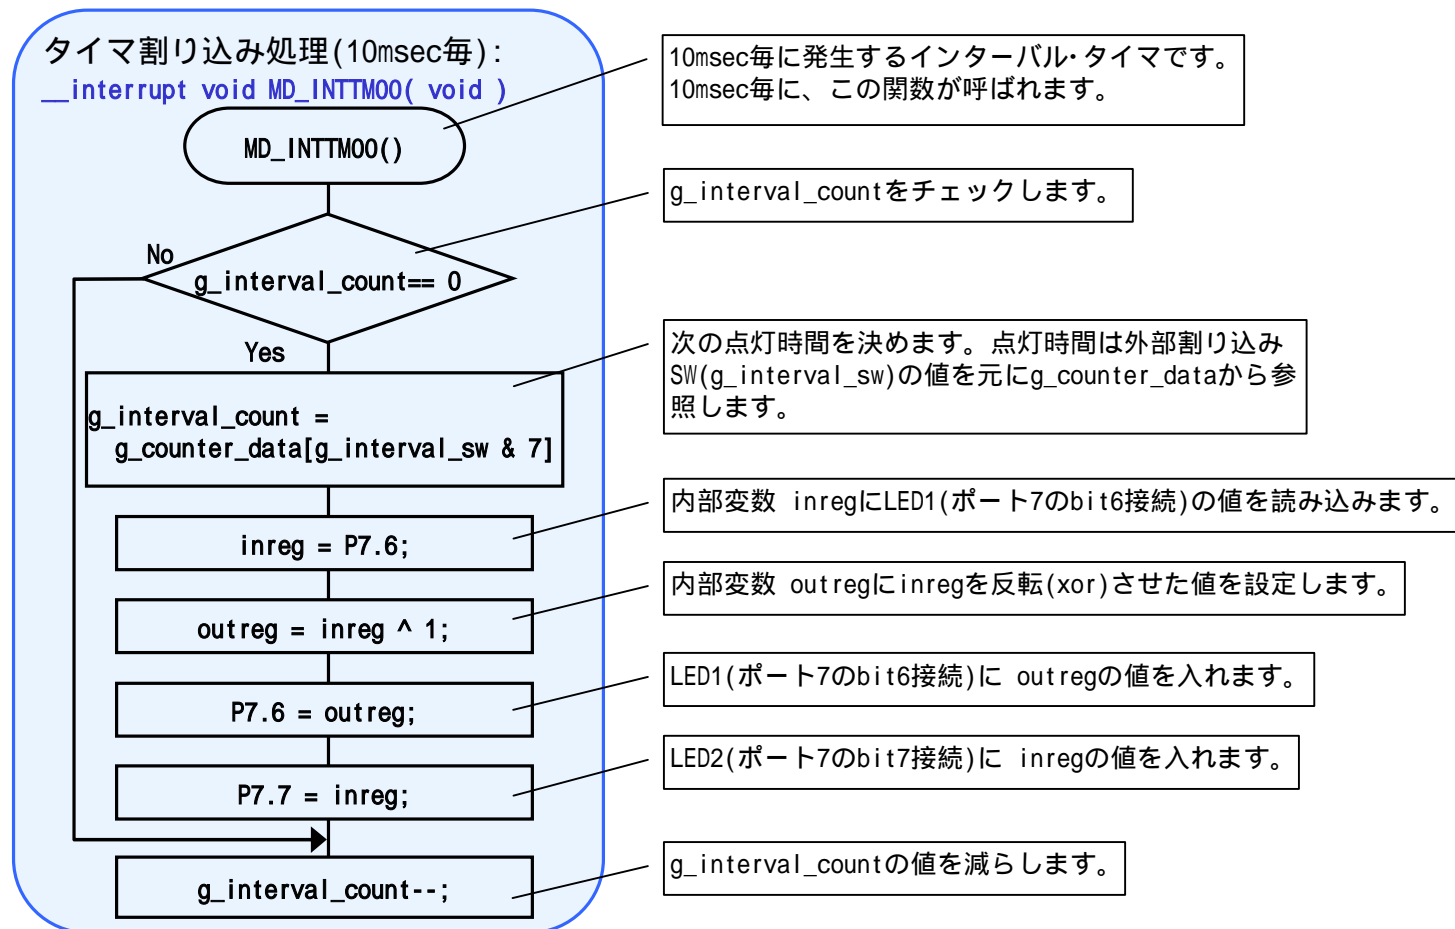 タイマ割り込み処理(10msec毎):
__interrupt void MD_INTTM00( void )
MD_INTTM00()
10msec毎に発生するインターバル・タイマです。
10msec毎に、この関数が呼ばれます。
g_interval_count== 0
No
Yes
g_interval_countをチェックします。
g_interval_count =
g_counter_data[g_interval_sw & 7]
次の点灯時間を決めます。点灯時間は外部割り込み
SW(g_interval_sw)の値を元にg_counter_dataから参
照します。
inreg = P7.6;
内部変数 inregにLED1(ポート7のbit6接続)の値を読み込みます。
outreg = inreg ^ 1;
内部変数 outregにinregを反転(xor)させた値を設定します。
P7.6 = outreg;
LED1(ポート7のbit6接続)に outregの値を入れます。
P7.7 = inreg;
LED2(ポート7のbit7接続)に inregの値を入れます。
g_interval_count--;
g_interval_countの値を減らします。